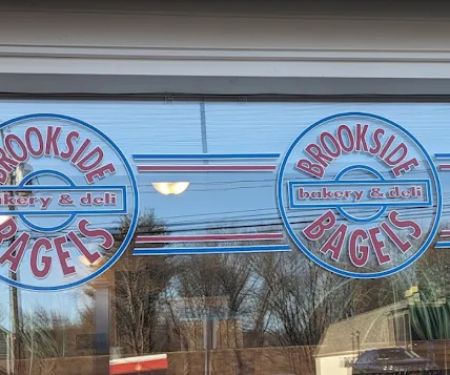 BROOKSIDE
bakery & deli
BAGELS
BROOKSIDE
bakery & deli
BAGELS